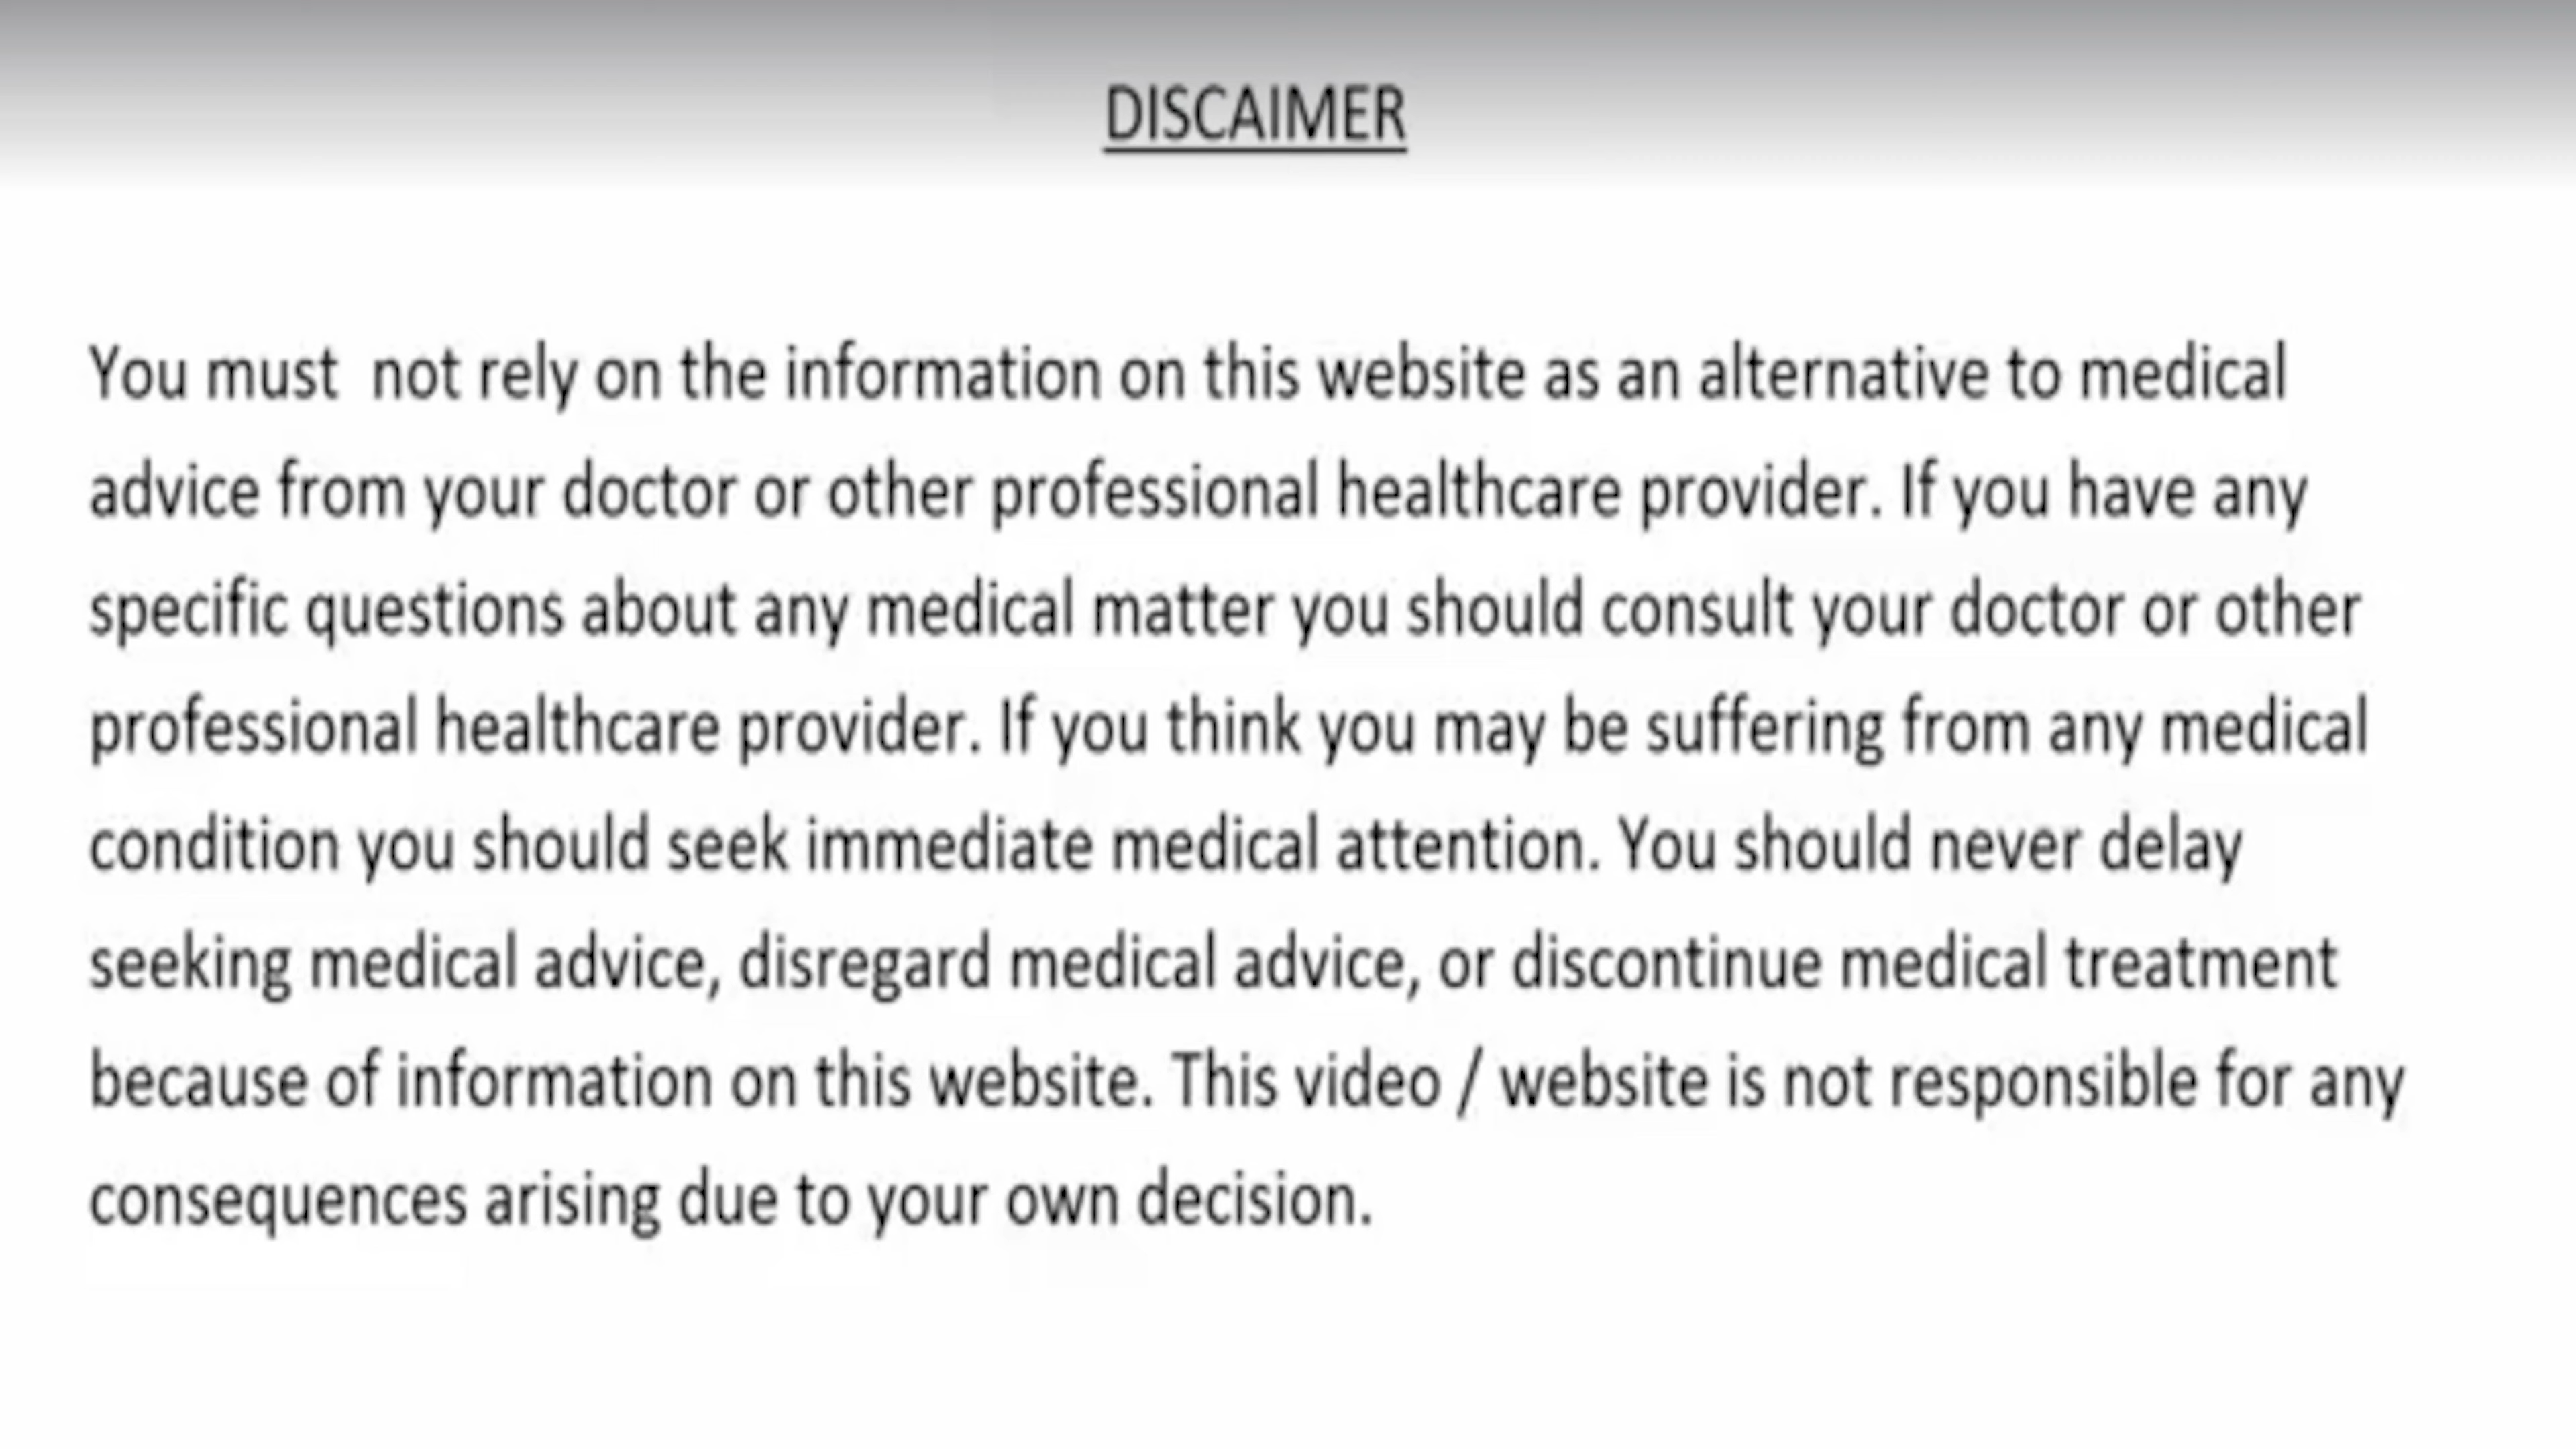 DISCAIMER
You must  not rely on the information on this website as an alternative to medical
advice from your doctor or other professional healthcare provider. If you have any
specific questions about any medical matter you should consult your doctor or other
professional healthcare provider. If you think you may be suffering from any medical
condition you should seek immediate medical attention. You should never delay
seeking medical advice, disregard medical advice, or discontinue medical treatment
because of information on this website. This video / website is not responsible for any
consequences arising due to your own decision.